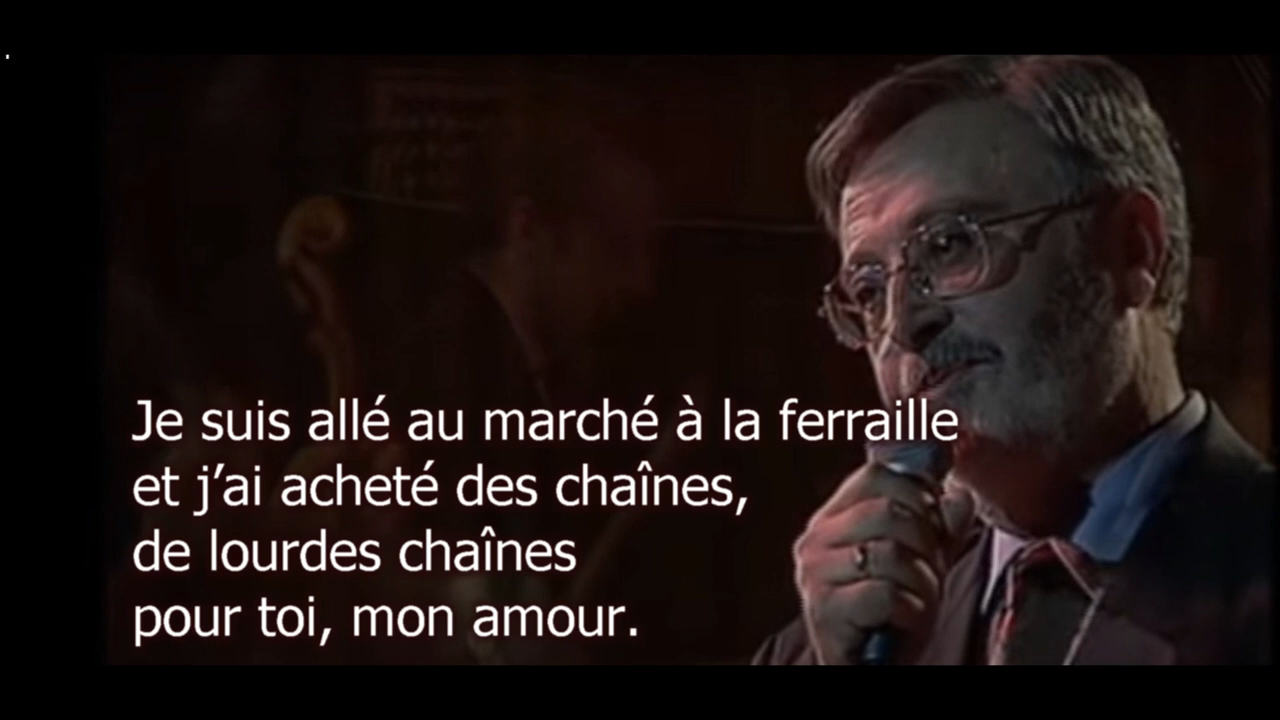 Je suis allé au marché à la ferraille
et j’ai acheté des chaînes,
de lourdes chaînes
pour toi, mon amour.